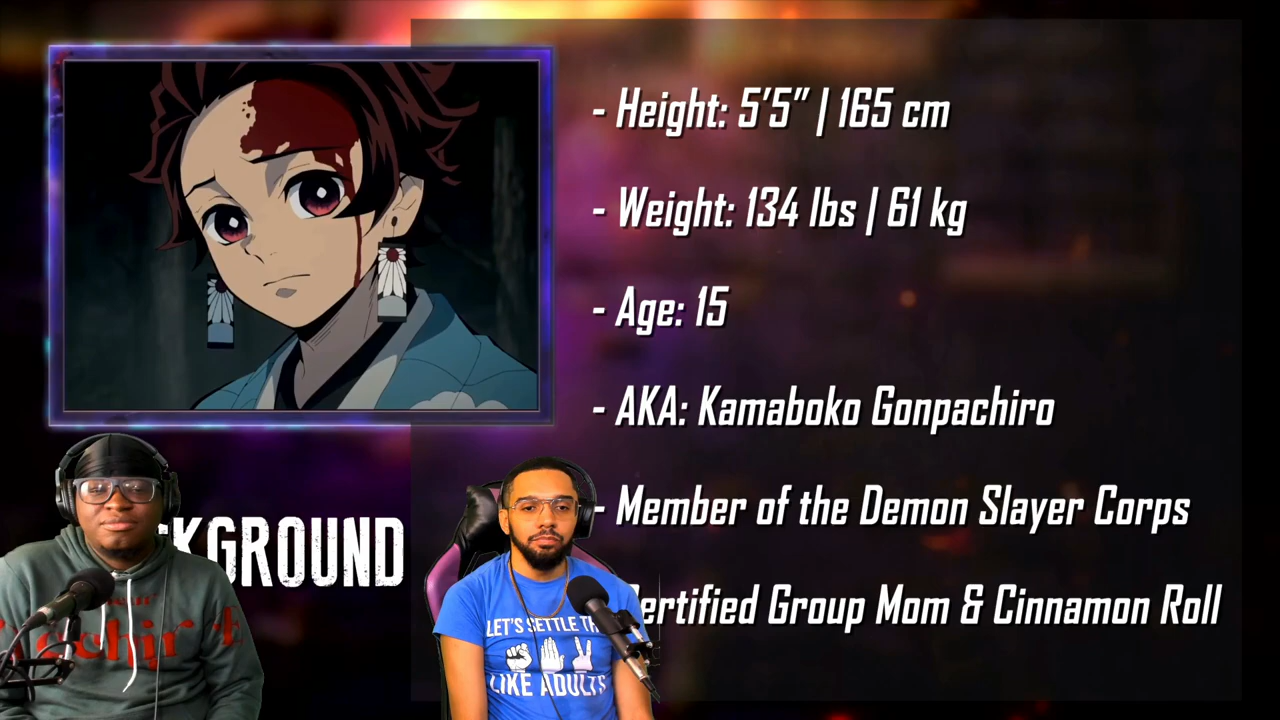 - Height: 5'5" | 165 cm
- Weight: 134 lbs | 61 kg
- Age: 15
- AKA: Kamaboko Gonpachiro
- Member of the Demon Slayer Corps
ertified Group Mom & Cinnamon Roll
KGROUND
LET'S SETTLE TH
LIKE ADULTS